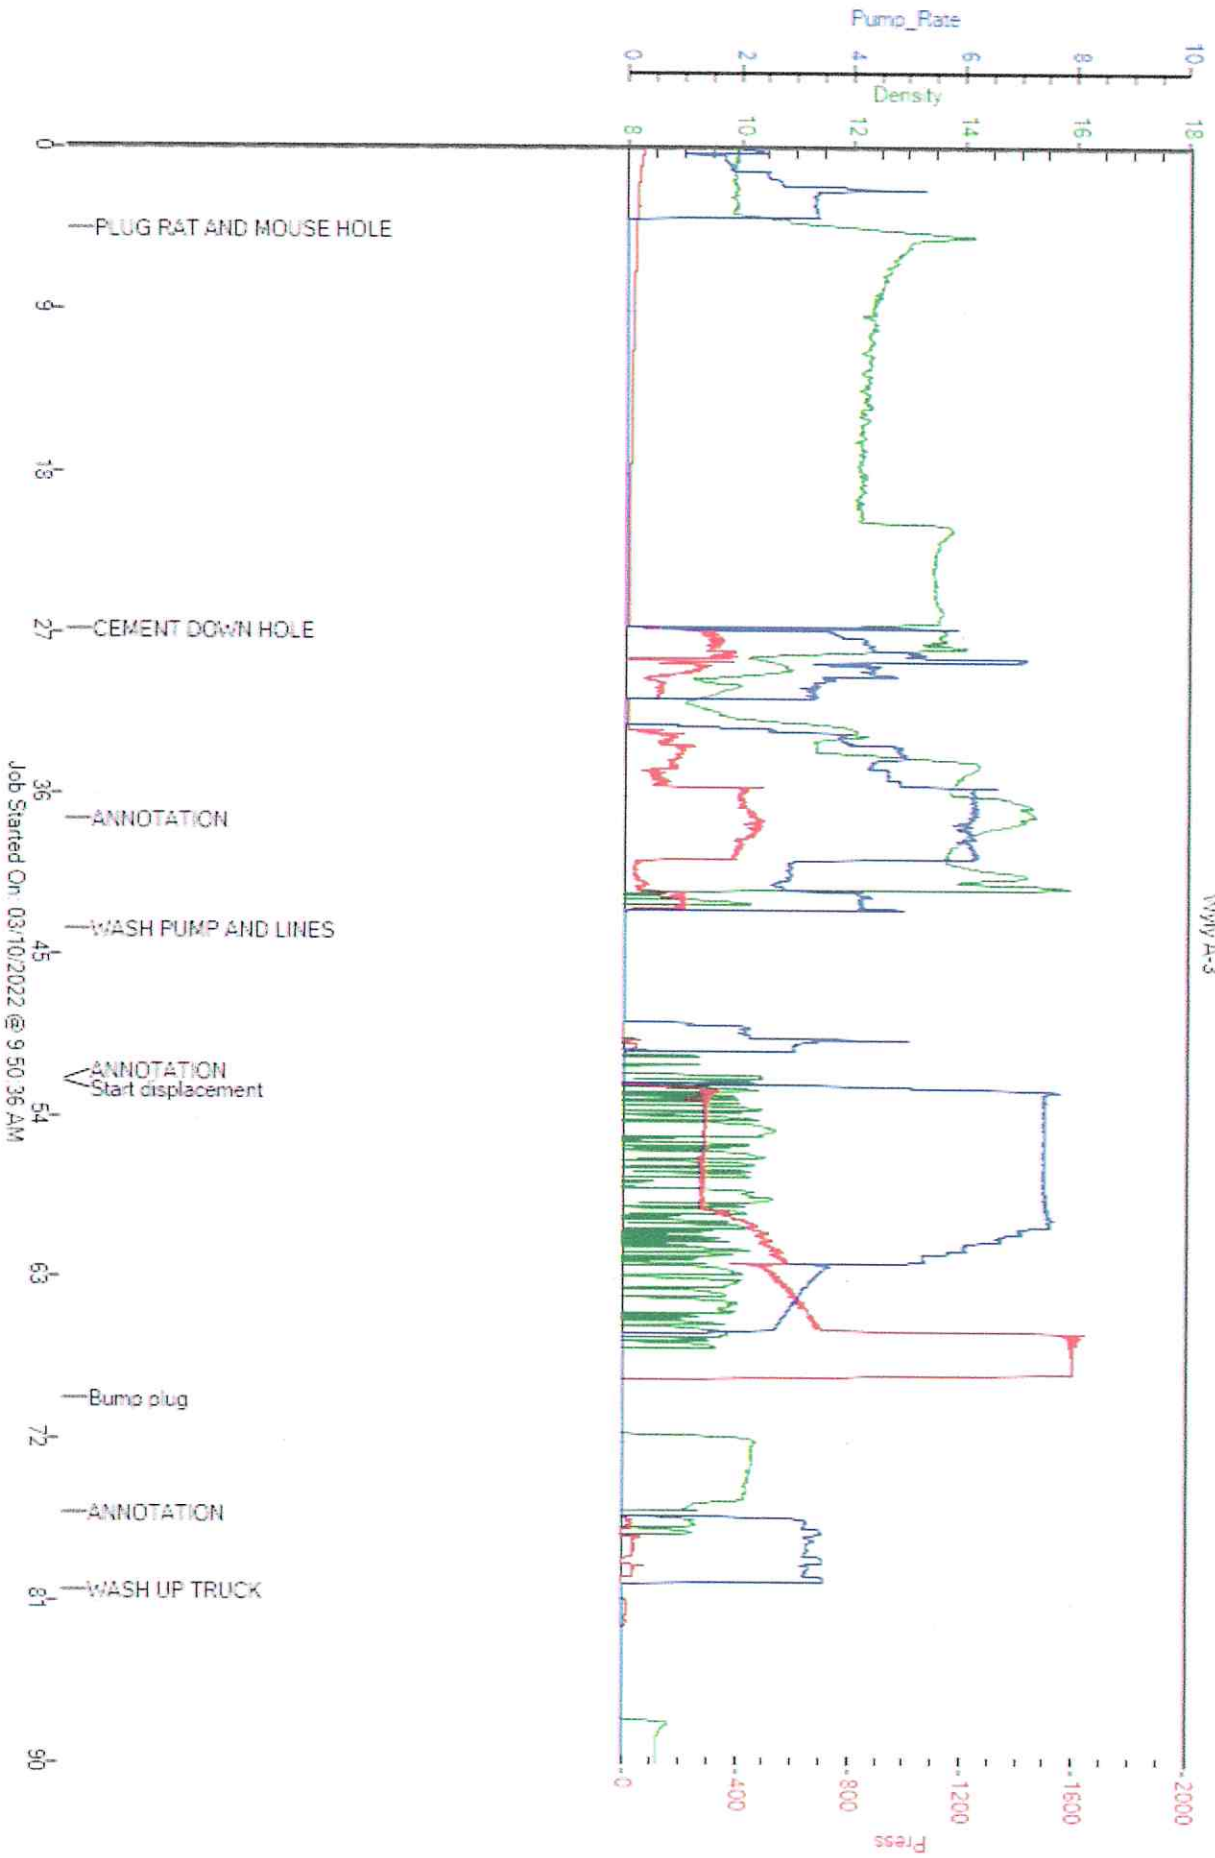 Pump_Rate
0 2 4 6 8 10
Density
8 10 12 14 16 18
Wyly A-3
0
PLUG RAT AND MOUSE HOLE
9
18
27
CEMENT DOWN HOLE
36
ANNOTATION
WASH PUMP AND LINES
45
ANNOTATION
Start displacement
54
63
Bump plug
72
ANNOTATION
WASH UP TRUCK
81
90
0 400 800 1200 1600 2000
Press
Job Started On: 03/10/2022 @ 9:50:36 AM